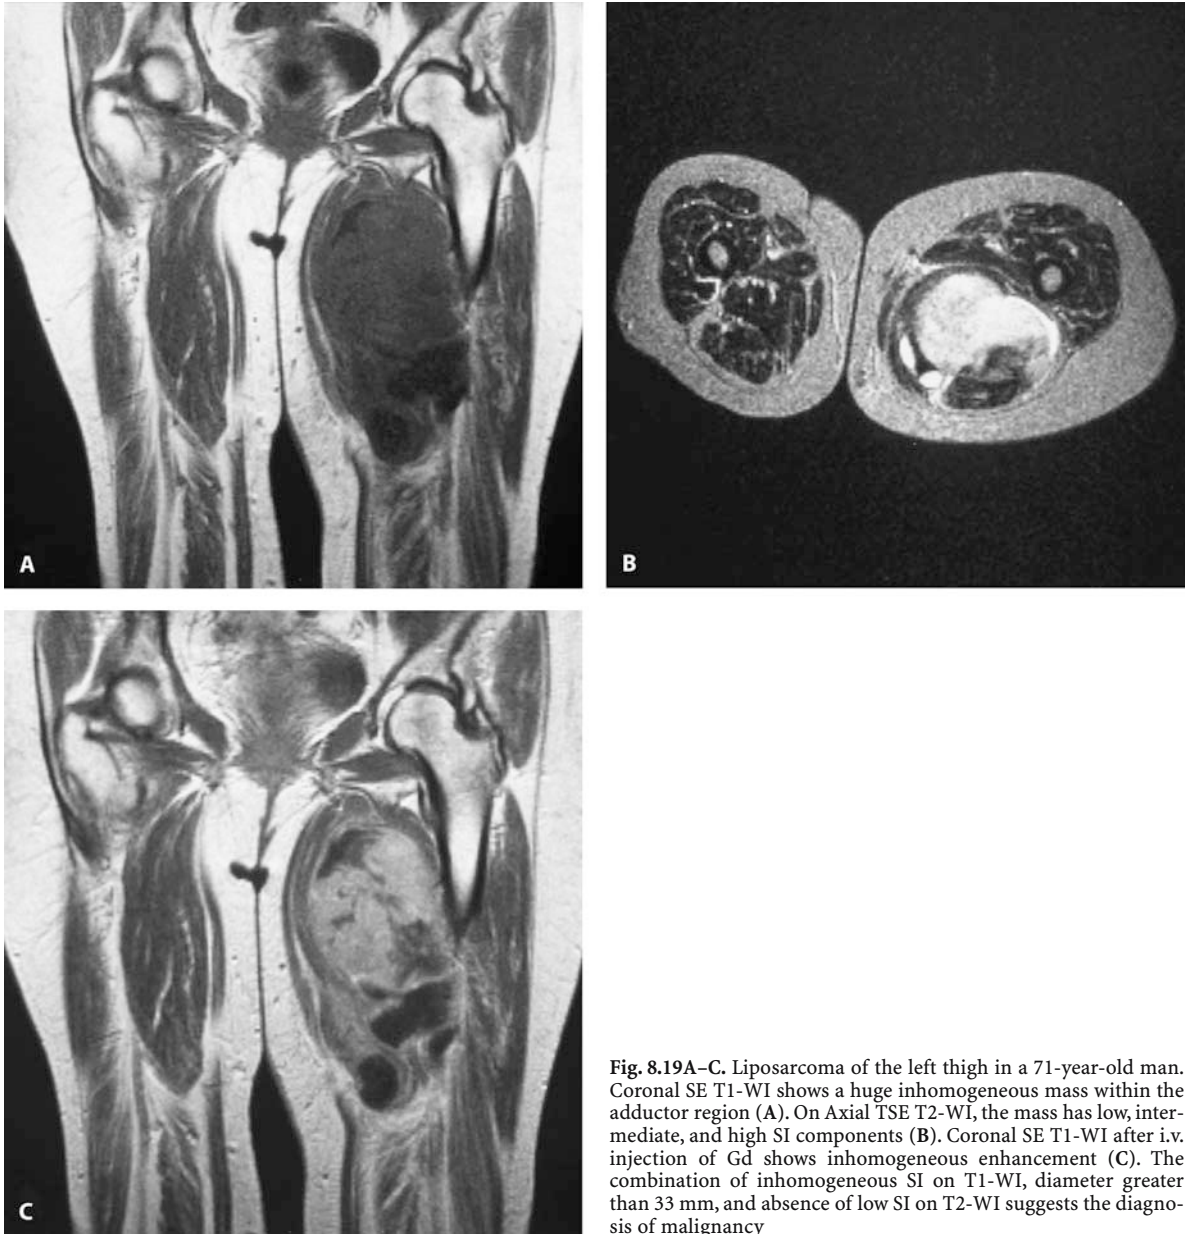 A
B
C
Fig. 8.19A–C. Liposarcoma of the left thigh in a 71-year-old man.
Coronal SE T1-WI shows a huge inhomogeneous mass within the
adductor region (A). On Axial TSE T2-WI, the mass has low, inter-
mediate, and high SI components (B). Coronal SE T1-WI after i.v.
injection of Gd shows inhomogeneous enhancement (C). The
combination of inhomogeneous SI on T1-WI, diameter greater
than 33 mm, and absence of low SI on T2-WI suggests the diagno-
sis of malignancy